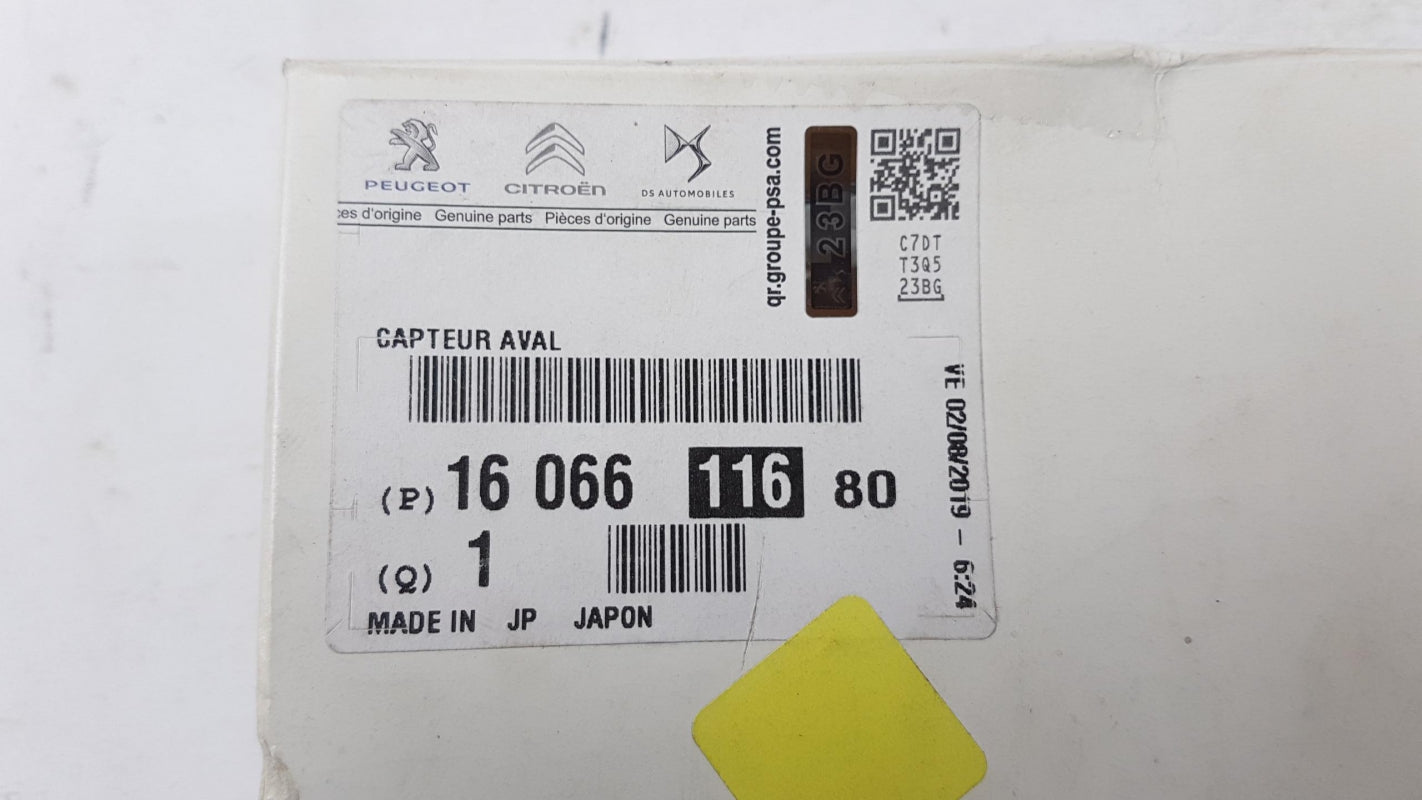 PEUGEOT CITROËN DS AUTOMOBILES
ces d'origine Genuine parts Pièces d'origine Genuine parts
qr.groupe-psa.com
23BG
C7DT
T3Q5
23BG
CAPTEUR AVAL
(P) 16 066 116 80
(Q) 1
MADE IN JP JAPON
VE 02/08/2019 - 6:24